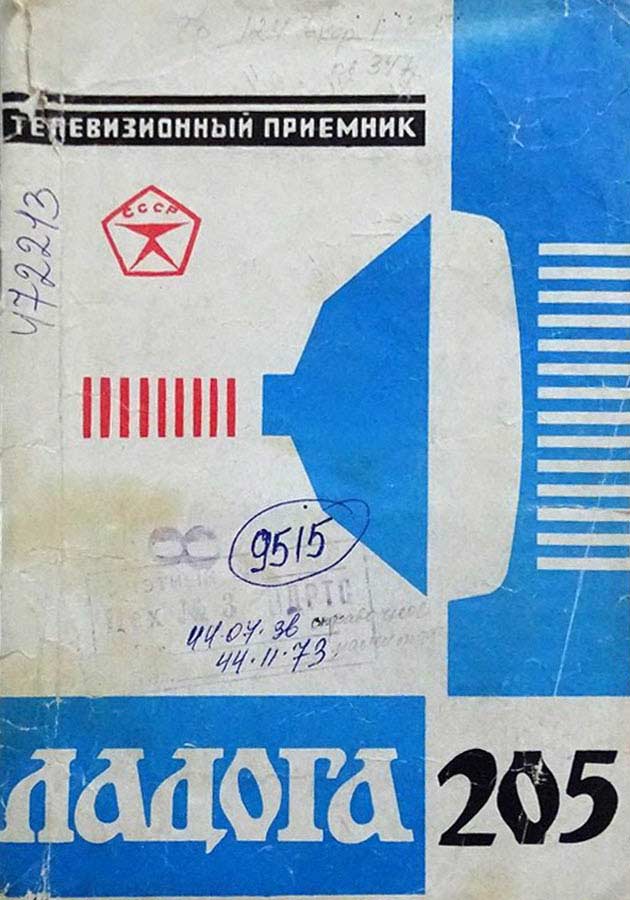 ТЕЛЕВИЗИОННЫЙ ПРИЕМНИК
СССР
472213
9515
44.07.38
44.11.73
ЛАДОГА 205